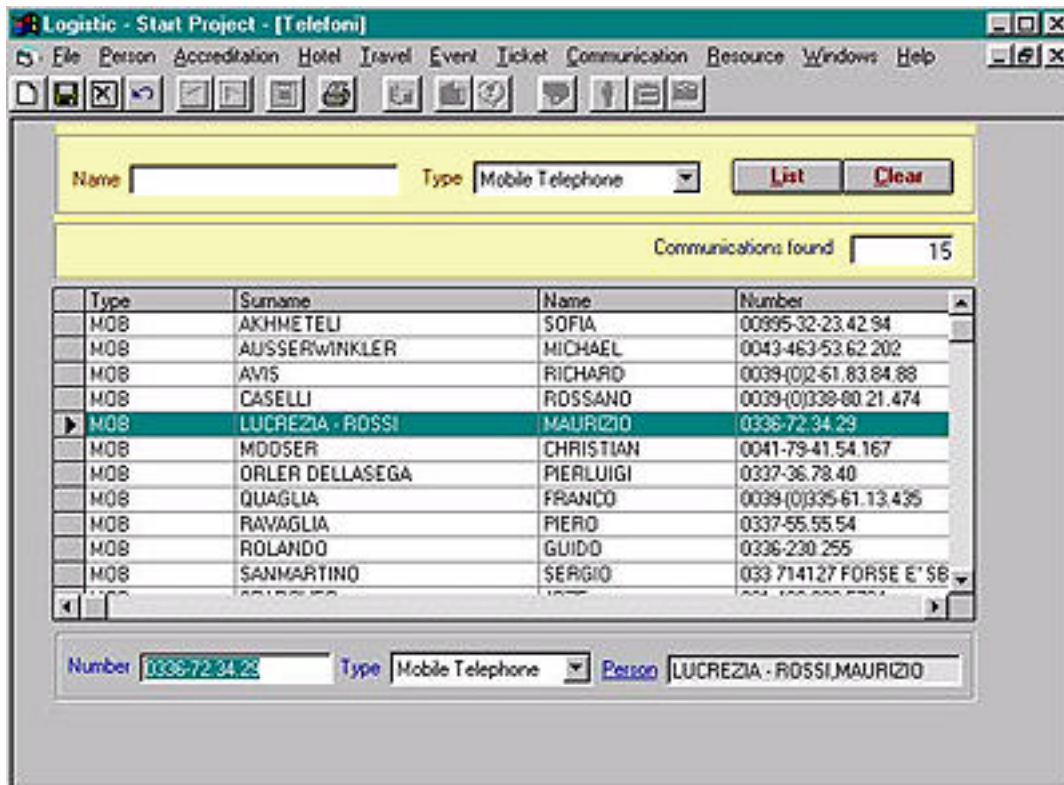 Logistic - Start Project - [Telefoni]
File Person Accreditation Hotel Travel Event Ticket Communication Resource Windows Help
Name Type Mobile Telephone List Clear
Communications found 15
Type Surname Name Number
MOB AKHMETELI SOFIA 00995-32-23.42.94
MOB AUSSERWINKLER MICHAEL 0043-463-53.62.202
MOB AVIS RICHARD 0039-(0)2-61.83.84.88
MOB CASELLI ROSSANO 0039-(0)338-80.21.474
MOB LUCREZIA - ROSSI MAURIZIO 0336-72.34.29
MOB MOOSER CHRISTIAN 0041-79-41.54.167
MOB ORLER DELLASEGA PIERLUIGI 0337-36.78.40
MOB QUAGLIA FRANCO 0039-(0)335-61.13.435
MOB RAVAGLIA PIERO 0337-55.55.54
MOB ROLANDO GUIDO 0336-230.255
MOB SANMARTINO SERGIO 033 714127 FORSE E' SB
Number 0336-72.34.29 Type Mobile Telephone Person LUCREZIA - ROSSI,MAURIZIO